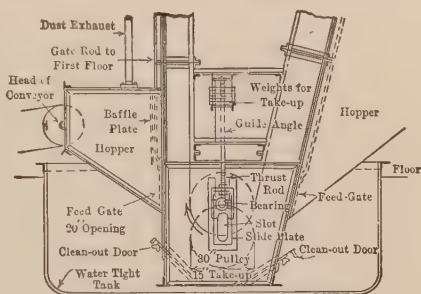 Dust Exhaust
Gate Rod to
First Floor
Head of
Conveyor
Baffle
Plate
Hopper
Weights for
Take-up
Guide Angle
Hopper
Floor
Thrust
Rod
Bearing
Feed-Gate
Slot
Slide Plate
Feed Gate
20" Opening
Clean-out Door
Clean-out Door
30" Pulley
15" Take-up
Water Tight
Tank